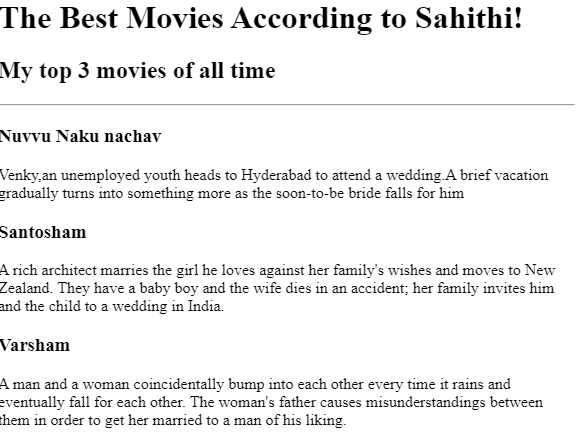 The Best Movies According to Sahithi!
My top 3 movies of all time
Nuvvu Naku nachav
Venky,an unemployed youth heads to Hyderabad to attend a wedding.A brief vacation
gradually turns into something more as the soon-to-be bride falls for him
Santosham
A rich architect marries the girl he loves against her family's wishes and moves to New
Zealand. They have a baby boy and the wife dies in an accident; her family invites him
and the child to a wedding in India.
Varsham
A man and a woman coincidentally bump into each other every time it rains and
eventually fall for each other. The woman's father causes misunderstandings between
them in order to get her married to a man of his liking.